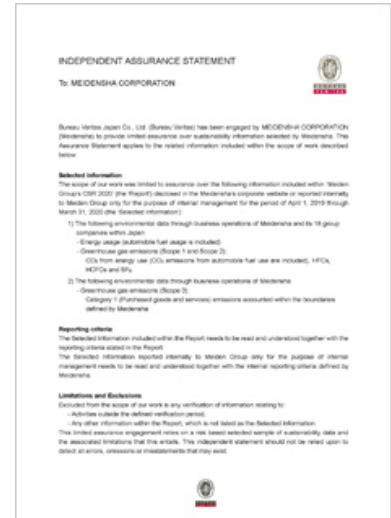 INDEPENDENT ASSURANCE STATEMENT
BUREAU
VERITAS
To: MEIDENSHA CORPORATION
Bureau Veritas Japan Co., Ltd. (Bureau Veritas) has been engaged by MEIDENSHA CORPORATION
(Meidensha) to provide limited assurance over sustainability information selected by Meidensha. This
Assurance Statement applies to the related information included within the scope of work described
below.
Selected information
The scope of our work was limited to assurance over the following information included within 'Meiden
Group's CSR 2020' (the 'Report') disclosed in the Meidensha's corporate website or reported internally
to Meiden Group only for the purpose of internal management for the period of April 1, 2019 through
March 31, 2020 (the 'Selected information'):
1) The following environmental data through business operations of Meidensha and its 18 group
companies within Japan
- Energy usage (automobile fuel usage is included)
- Greenhouse gas emissions (Scope 1 and Scope 2):
CO₂ from energy use (CO₂ emissions from automobile fuel use are included), HFCs,
HCFCs and SF₆
2) The following environmental data through business operations of Meidensha
- Greenhouse gas emissions (Scope 3)
Category 1 (Purchased goods and services) emissions accounted within the boundaries
defined by Meidensha
Reporting criteria
The Selected Information included within the Report needs to be read and understood together with the
reporting criteria stated in the Report.
The Selected Information reported internally to Meiden Group only for the purpose of internal
management needs to be read and understood together with the internal reporting criteria defined by
Meidensha.
Limitations and Exclusions
Excluded from the scope of our work is any verification of information relating to:
- Activities outside the defined verification period;
- Any other information within the Report, which is not listed as the Selected Information.
This limited assurance engagement relies on a risk based selected sample of sustainability data and
the associated limitations that this entails. This independent statement should not be relied upon to
detect all errors, omissions or misstatements that may exist.